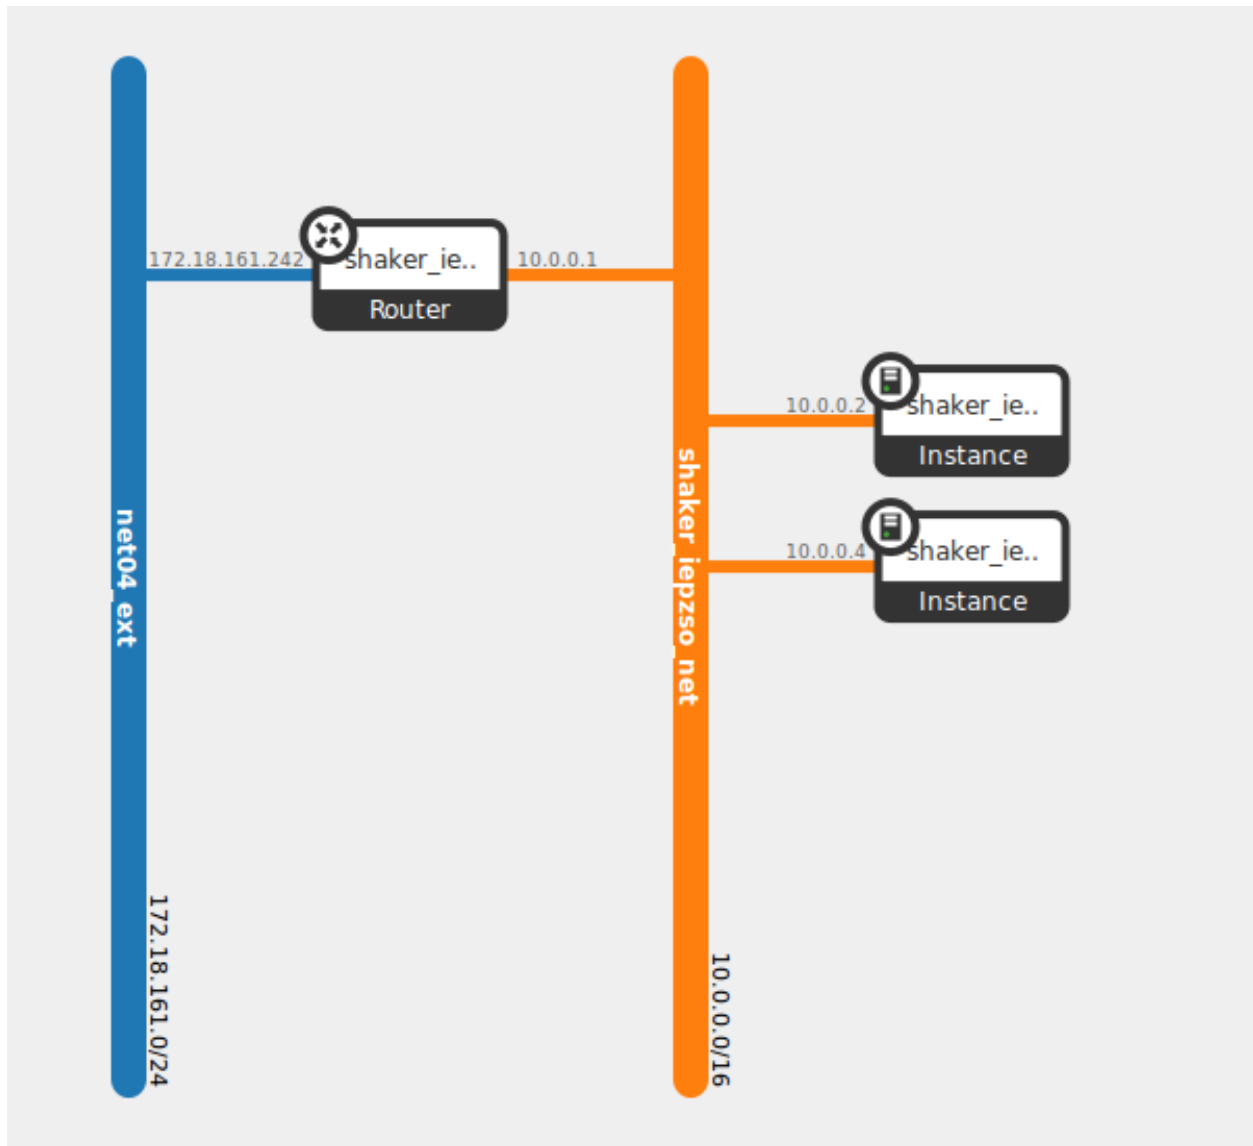 172.18.161.242
shaker_ie..
Router
10.0.0.1
10.0.0.2
shaker_ie..
Instance
10.0.0.4
shaker_ie..
Instance
net04_ext
shaker_iepzso_net
172.18.161.0/24
10.0.0.0/16